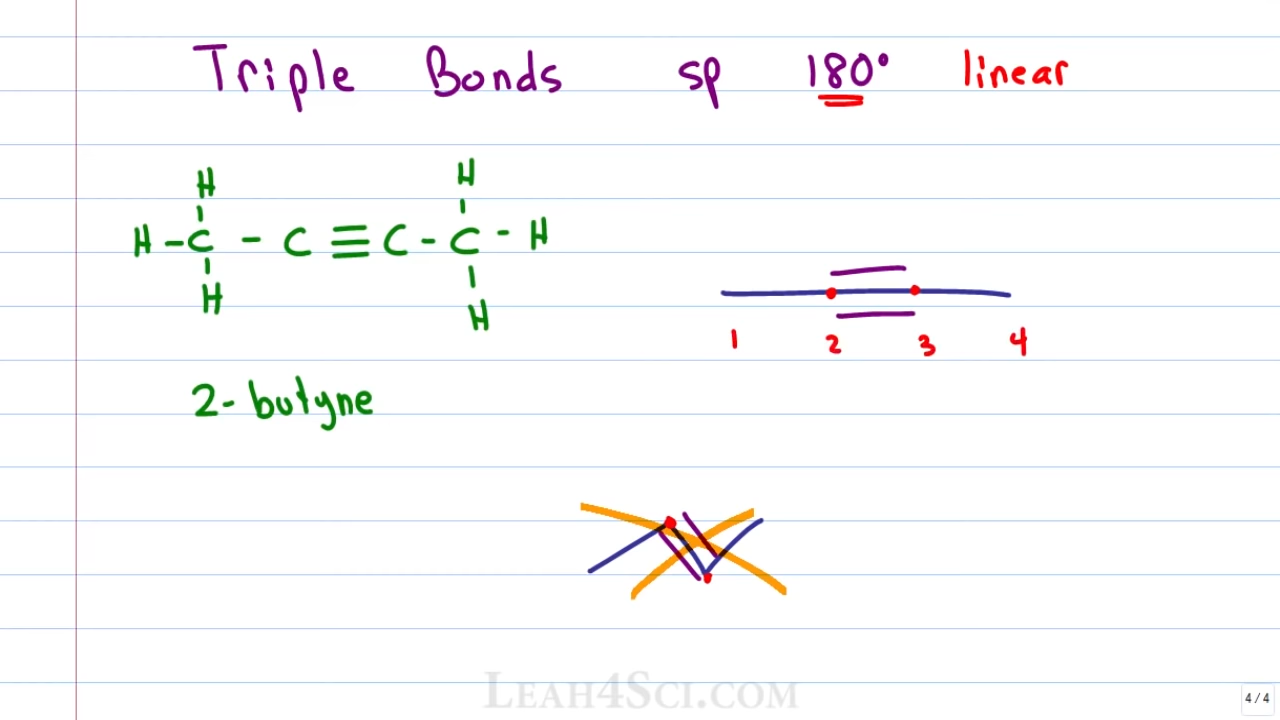 Triple Bonds sp 180° linear
H H
H - C - C ≡ C - C - H
H H
1 2 3 4
2- butyne
LEAH4SCI.COM
4 / 4